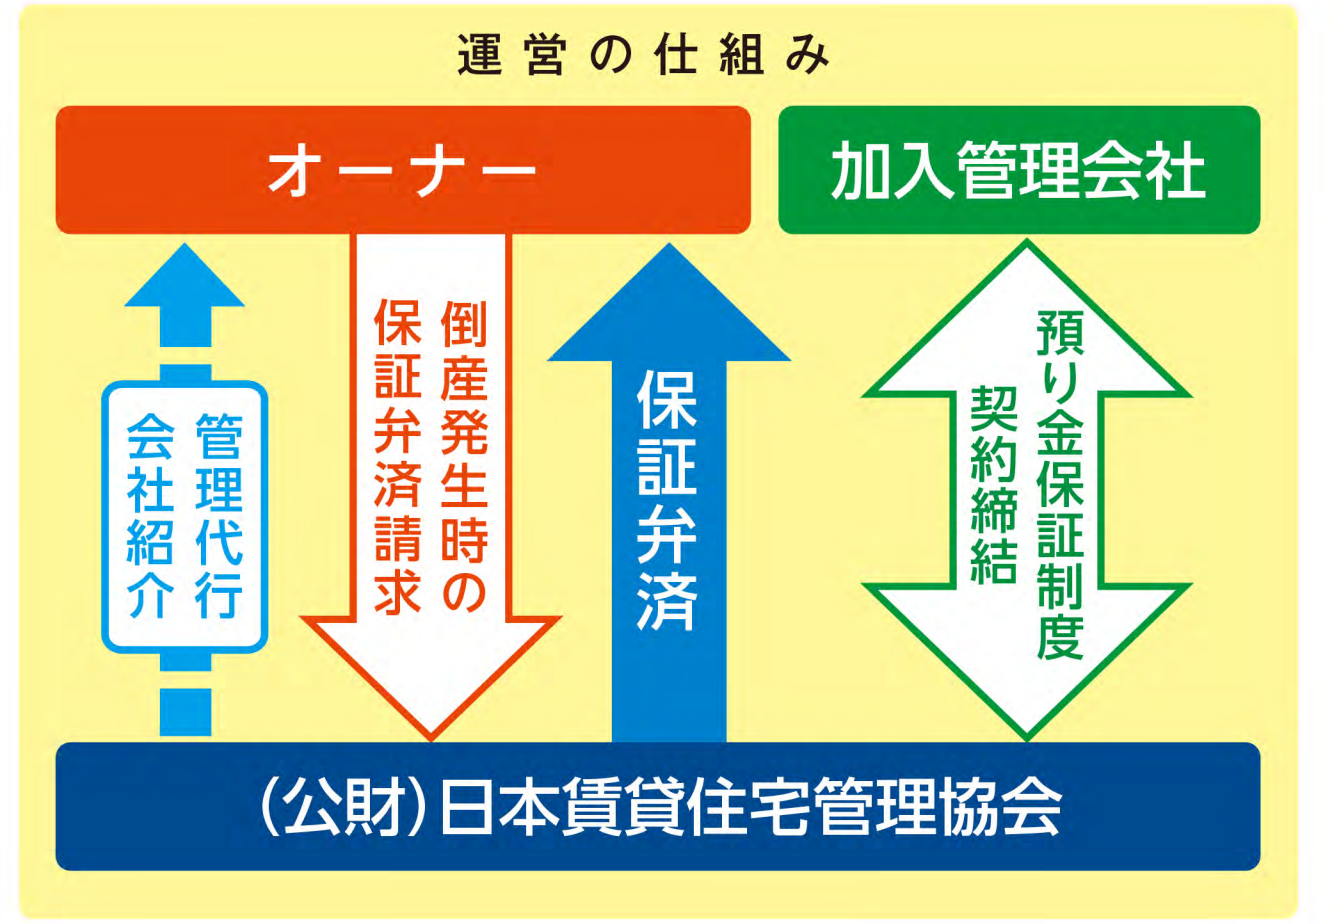 運営の仕組み
オーナー
加入管理会社
管理代行
会社紹介
倒産発生時の
保証弁済請求
保証弁済
預り金保証制度
契約締結
（公財）日本賃貸住宅管理協会